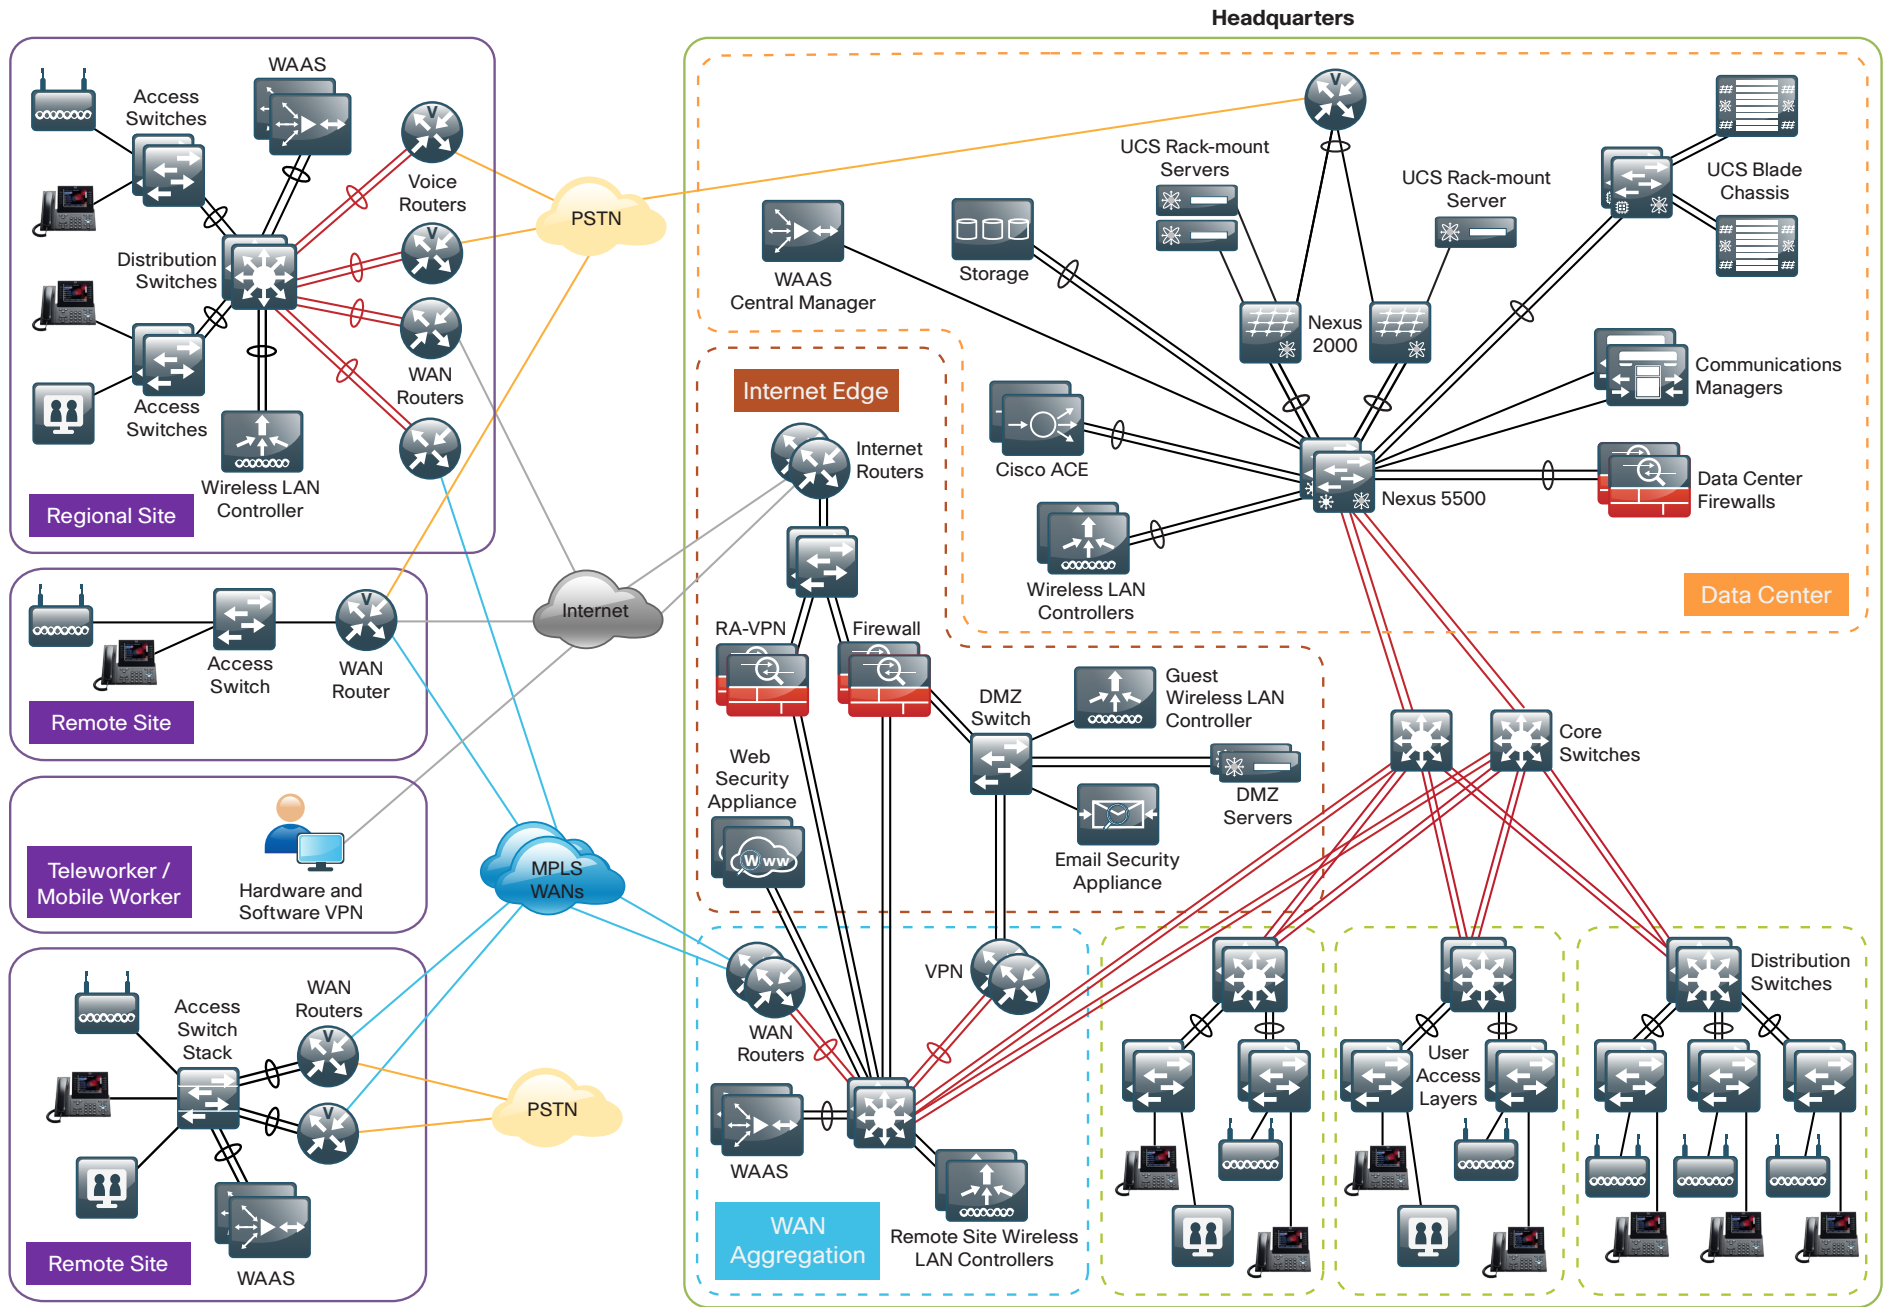 Headquarters
WAAS
Access
Switches
V
Voice
Routers
V
Distribution
Switches
WAN
Routers
Access
Switches
Wireless LAN
Controller
Regional Site
PSTN
V
UCS Rack-mount
Servers
UCS Rack-mount
Server
UCS Blade
Chassis
WAAS
Central Manager
Storage
Nexus
2000
Communications
Managers
Cisco ACE
Nexus 5500
Data Center
Firewalls
Wireless LAN
Controllers
Data Center
Internet Edge
Internet
Routers
RA-VPN
Firewall
DMZ
Switch
Guest
Wireless LAN
Controller
DMZ
Servers
Email Security
Appliance
Web
Security
Appliance
Www
Internet
V
Access
Switch
WAN
Router
Remote Site
Teleworker /
Mobile Worker
Hardware and
Software VPN
MPLS
WANs
Core
Switches
WAN
Routers
VPN
WAAS
Remote Site Wireless
LAN Controllers
WAN
Aggregation
Distribution
Switches
User
Access
Layers
Access
Switch
Stack
WAN
Routers
V
V
PSTN
WAAS
Remote Site